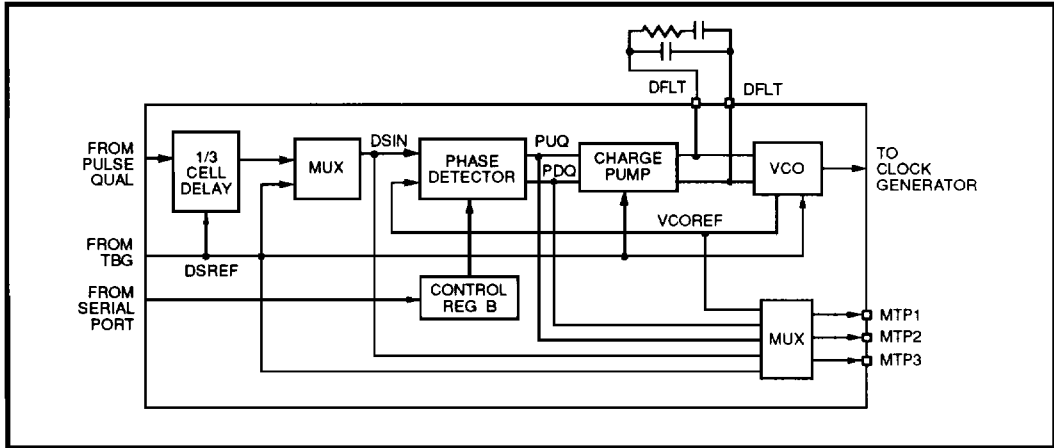 DFLT
DFLT
FROM
PULSE
QUAL
1/3
CELL
DELAY
MUX
DSIN
PHASE
DETECTOR
PUQ
PDQ
CHARGE
PUMP
VCO
TO
CLOCK
GENERATOR
VCOREF
FROM
TBG
DSREF
FROM
SERIAL
PORT
CONTROL
REG B
MUX
MTP1
MTP2
MTP3